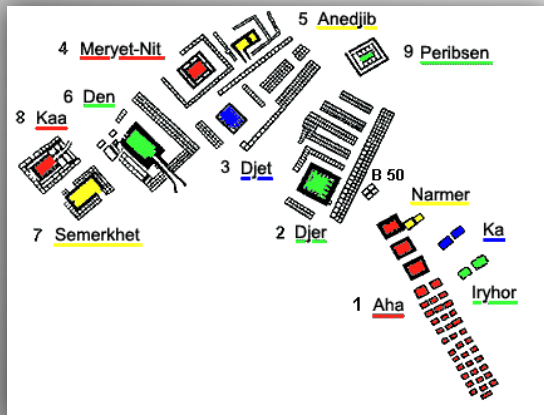 5 Anedjib
4 Meryet-Nit
9 Peribsen
6 Den
8 Kaa
3 Djet
B 50
Narmer
7 Semerkhet
2 Djer
Ka
Iryhor
1 Aha